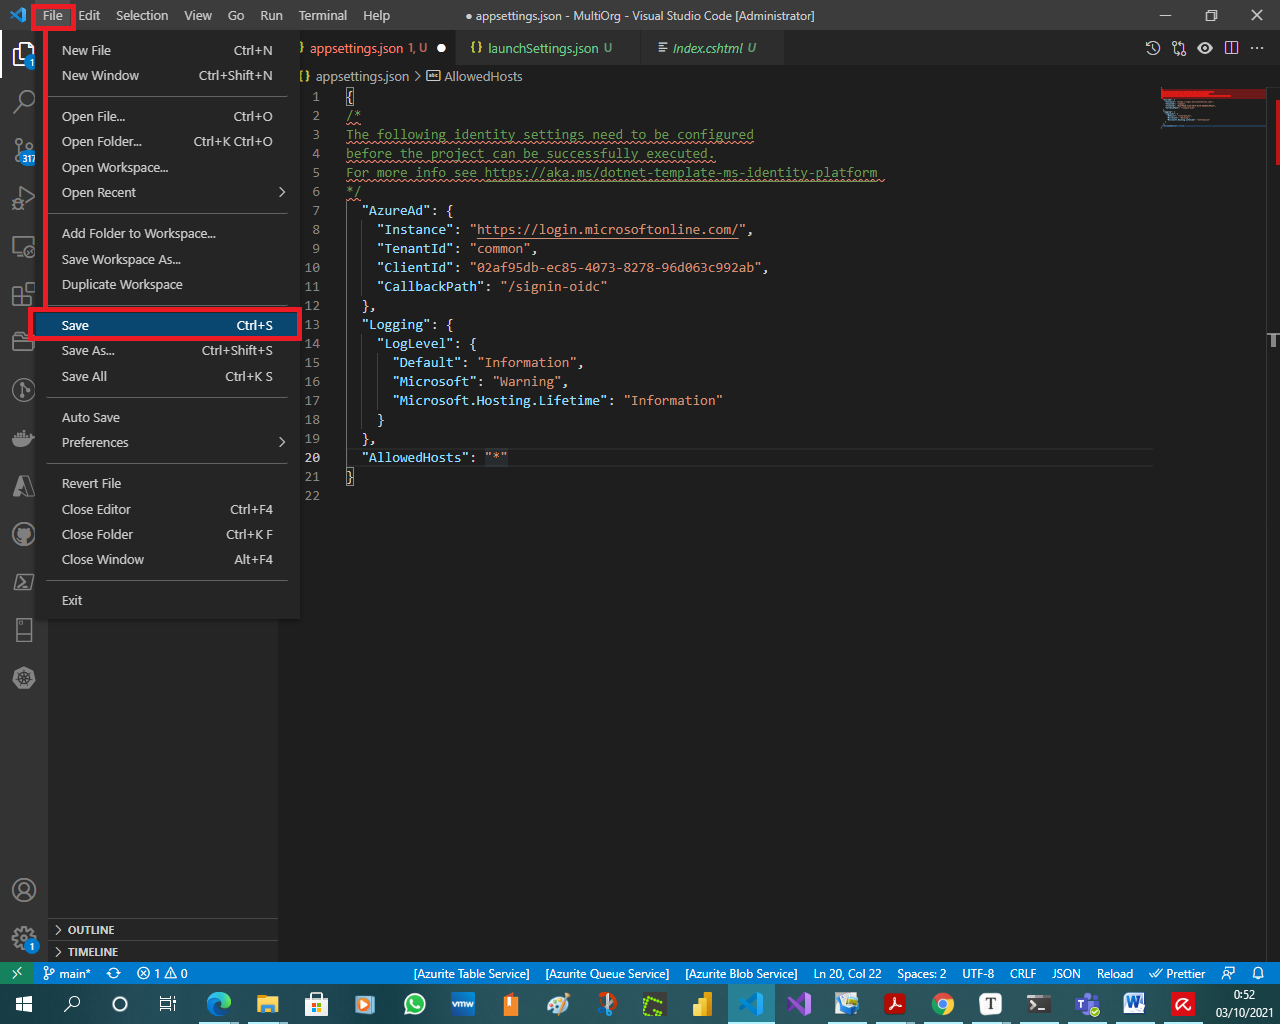 File Edit Selection View Go Run Terminal Help ● appsettings.json - MultiOrg - Visual Studio Code [Administrator]
New File Ctrl+N
New Window Ctrl+Shift+N
Open File... Ctrl+O
Open Folder... Ctrl+K Ctrl+O
Open Workspace...
Open Recent
Add Folder to Workspace...
Save Workspace As...
Duplicate Workspace
Save Ctrl+S
Save As... Ctrl+Shift+S
Save All Ctrl+K S
Auto Save
Preferences
Revert File
Close Editor Ctrl+F4
Close Folder Ctrl+K F
Close Window Alt+F4
Exit
1
317
1
OUTLINE
TIMELINE
appsettings.json 1, U ● {} launchSettings.json U Index.cshtml U
{} appsettings.json > abc AllowedHosts
1 {
2 /*
3 The following identity settings need to be configured
4 before the project can be successfully executed.
5 For more info see https://aka.ms/dotnet-template-ms-identity-platform
6 */
7 "AzureAd": {
8 "Instance": "https://login.microsoftonline.com/",
9 "TenantId": "common",
10 "ClientId": "02af95db-ec85-4073-8278-96d063c992ab",
11 "CallbackPath": "/signin-oidc"
12 },
13 "Logging": {
14 "LogLevel": {
15 "Default": "Information",
16 "Microsoft": "Warning",
17 "Microsoft.Hosting.Lifetime": "Information"
18 }
19 },
20 "AllowedHosts": "*"
21 }
22
main* 1 0 [Azurite Table Service] [Azurite Queue Service] [Azurite Blob Service] Ln 20, Col 22 Spaces: 2 UTF-8 CRLF JSON Reload Prettier
vmw T W
0:52
03/10/2021